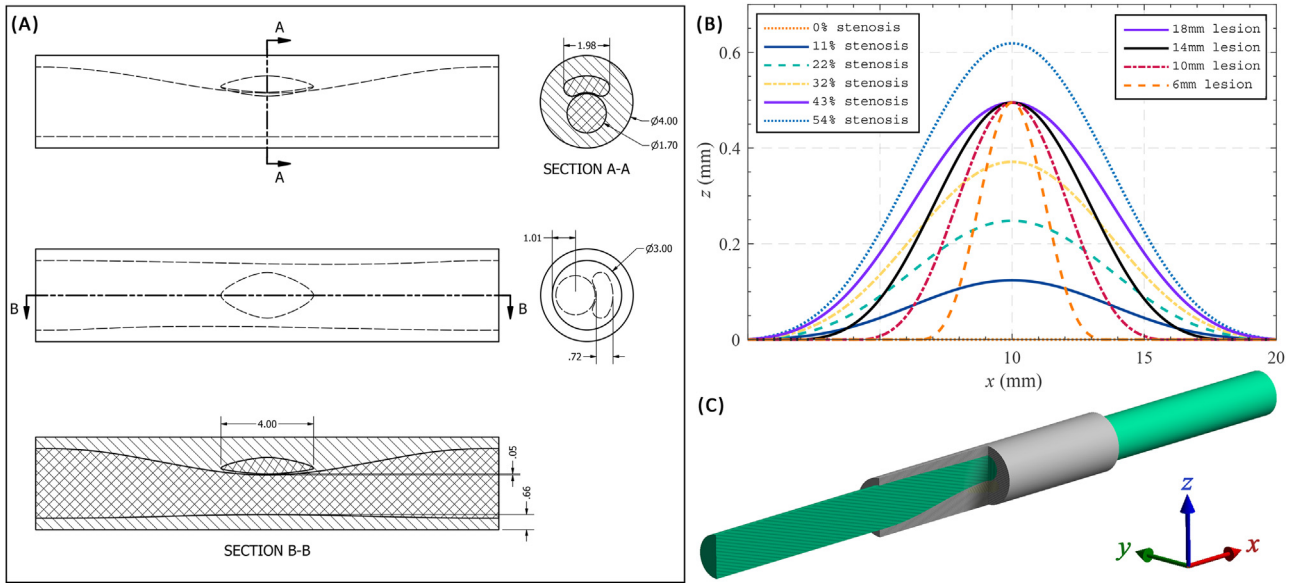 (A)
A
A
1.98
Ø4.00
Ø1.70
SECTION A-A
1.01
Ø3.00
B
B
.72
4.00
.05
.66
SECTION B-B
(B)
0% stenosis
11% stenosis
22% stenosis
32% stenosis
43% stenosis
54% stenosis
18mm lesion
14mm lesion
10mm lesion
6mm lesion
0.6
0.4
0.2
0
z (mm)
10
15
20
x (mm)
(C)
z
y
x